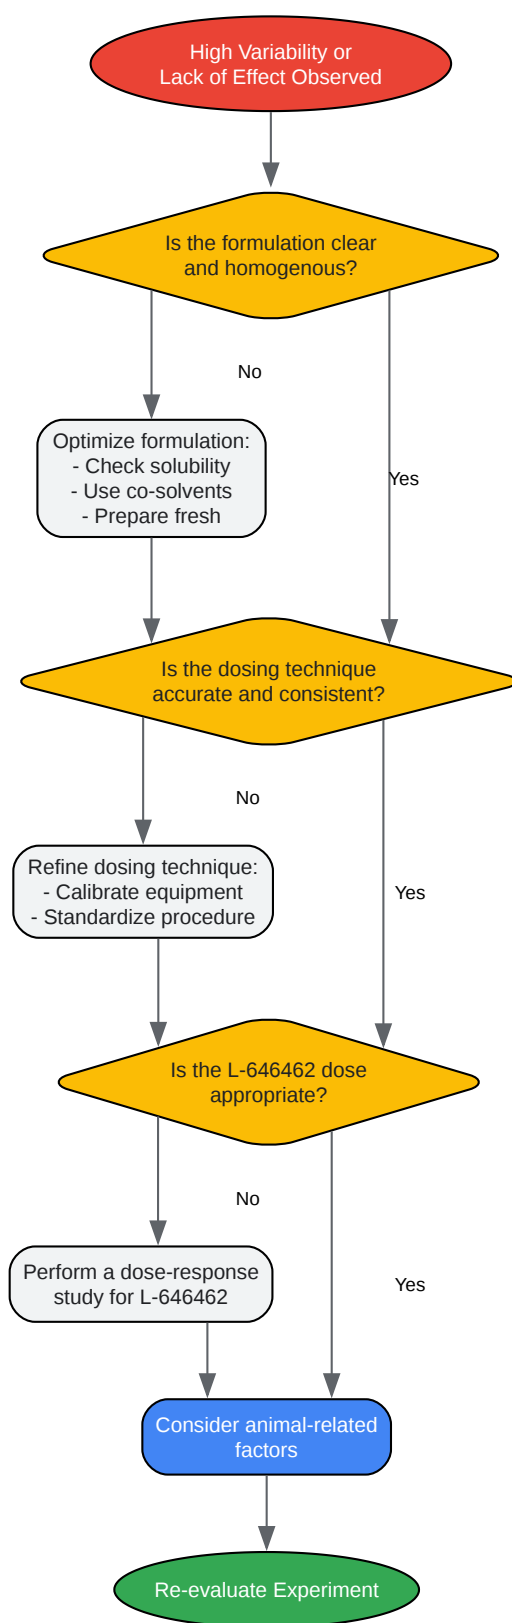 High Variability or
Lack of Effect Observed
Is the formulation clear
and homogenous?
No
Optimize formulation:
- Check solubility
- Use co-solvents
- Prepare fresh
Yes
Is the dosing technique
accurate and consistent?
No
Refine dosing technique:
- Calibrate equipment
- Standardize procedure
Yes
Is the L-646462 dose
appropriate?
No
Perform a dose-response
study for L-646462
Yes
Consider animal-related
factors
Re-evaluate Experiment